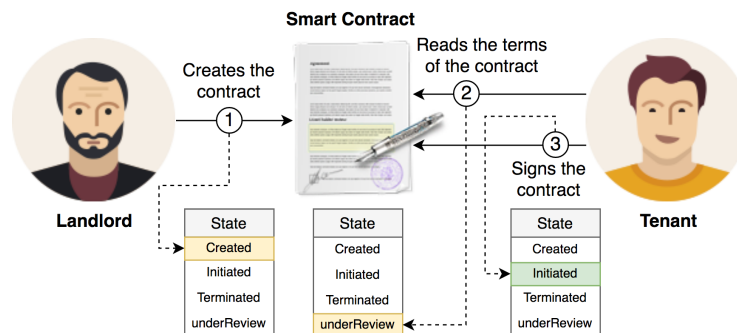 Smart Contract
Creates the
contract
1
Reads the terms
of the contract
2
3
Signs the
contract
Landlord
Tenant
State
Created
Initiated
Terminated
underReview
State
Created
Initiated
Terminated
underReview
State
Created
Initiated
Terminated
underReview